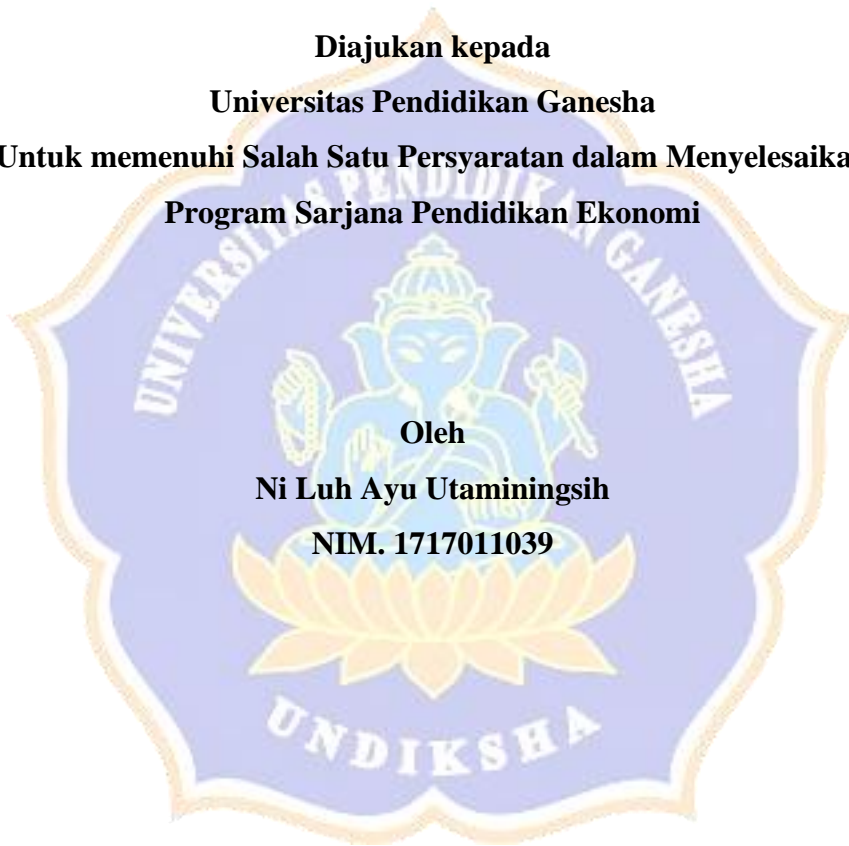 Diajukan kepada
Universitas Pendidikan Ganesha
Untuk memenuhi Salah Satu Persyaratan dalam Menyelesaika
Program Sarjana Pendidikan Ekonomi
UNIVERSITAS PENDIDIKAN GANESHA
Oleh
Ni Luh Ayu Utaminingsih
NIM. 1717011039
UNDIKSHA